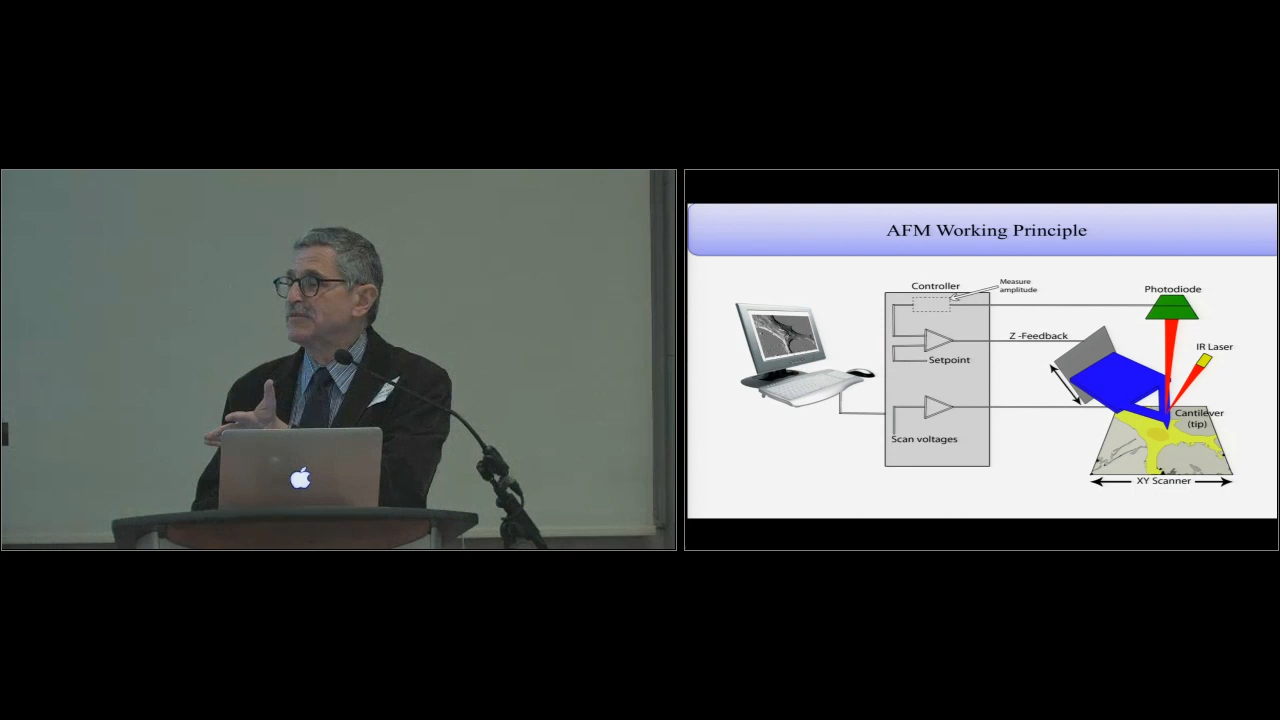 AFM Working Principle
Controller
Measure
amplitude
Photodiode
Z -Feedback
IR Laser
Setpoint
Cantilever
(tip)
Scan voltages
XY Scanner